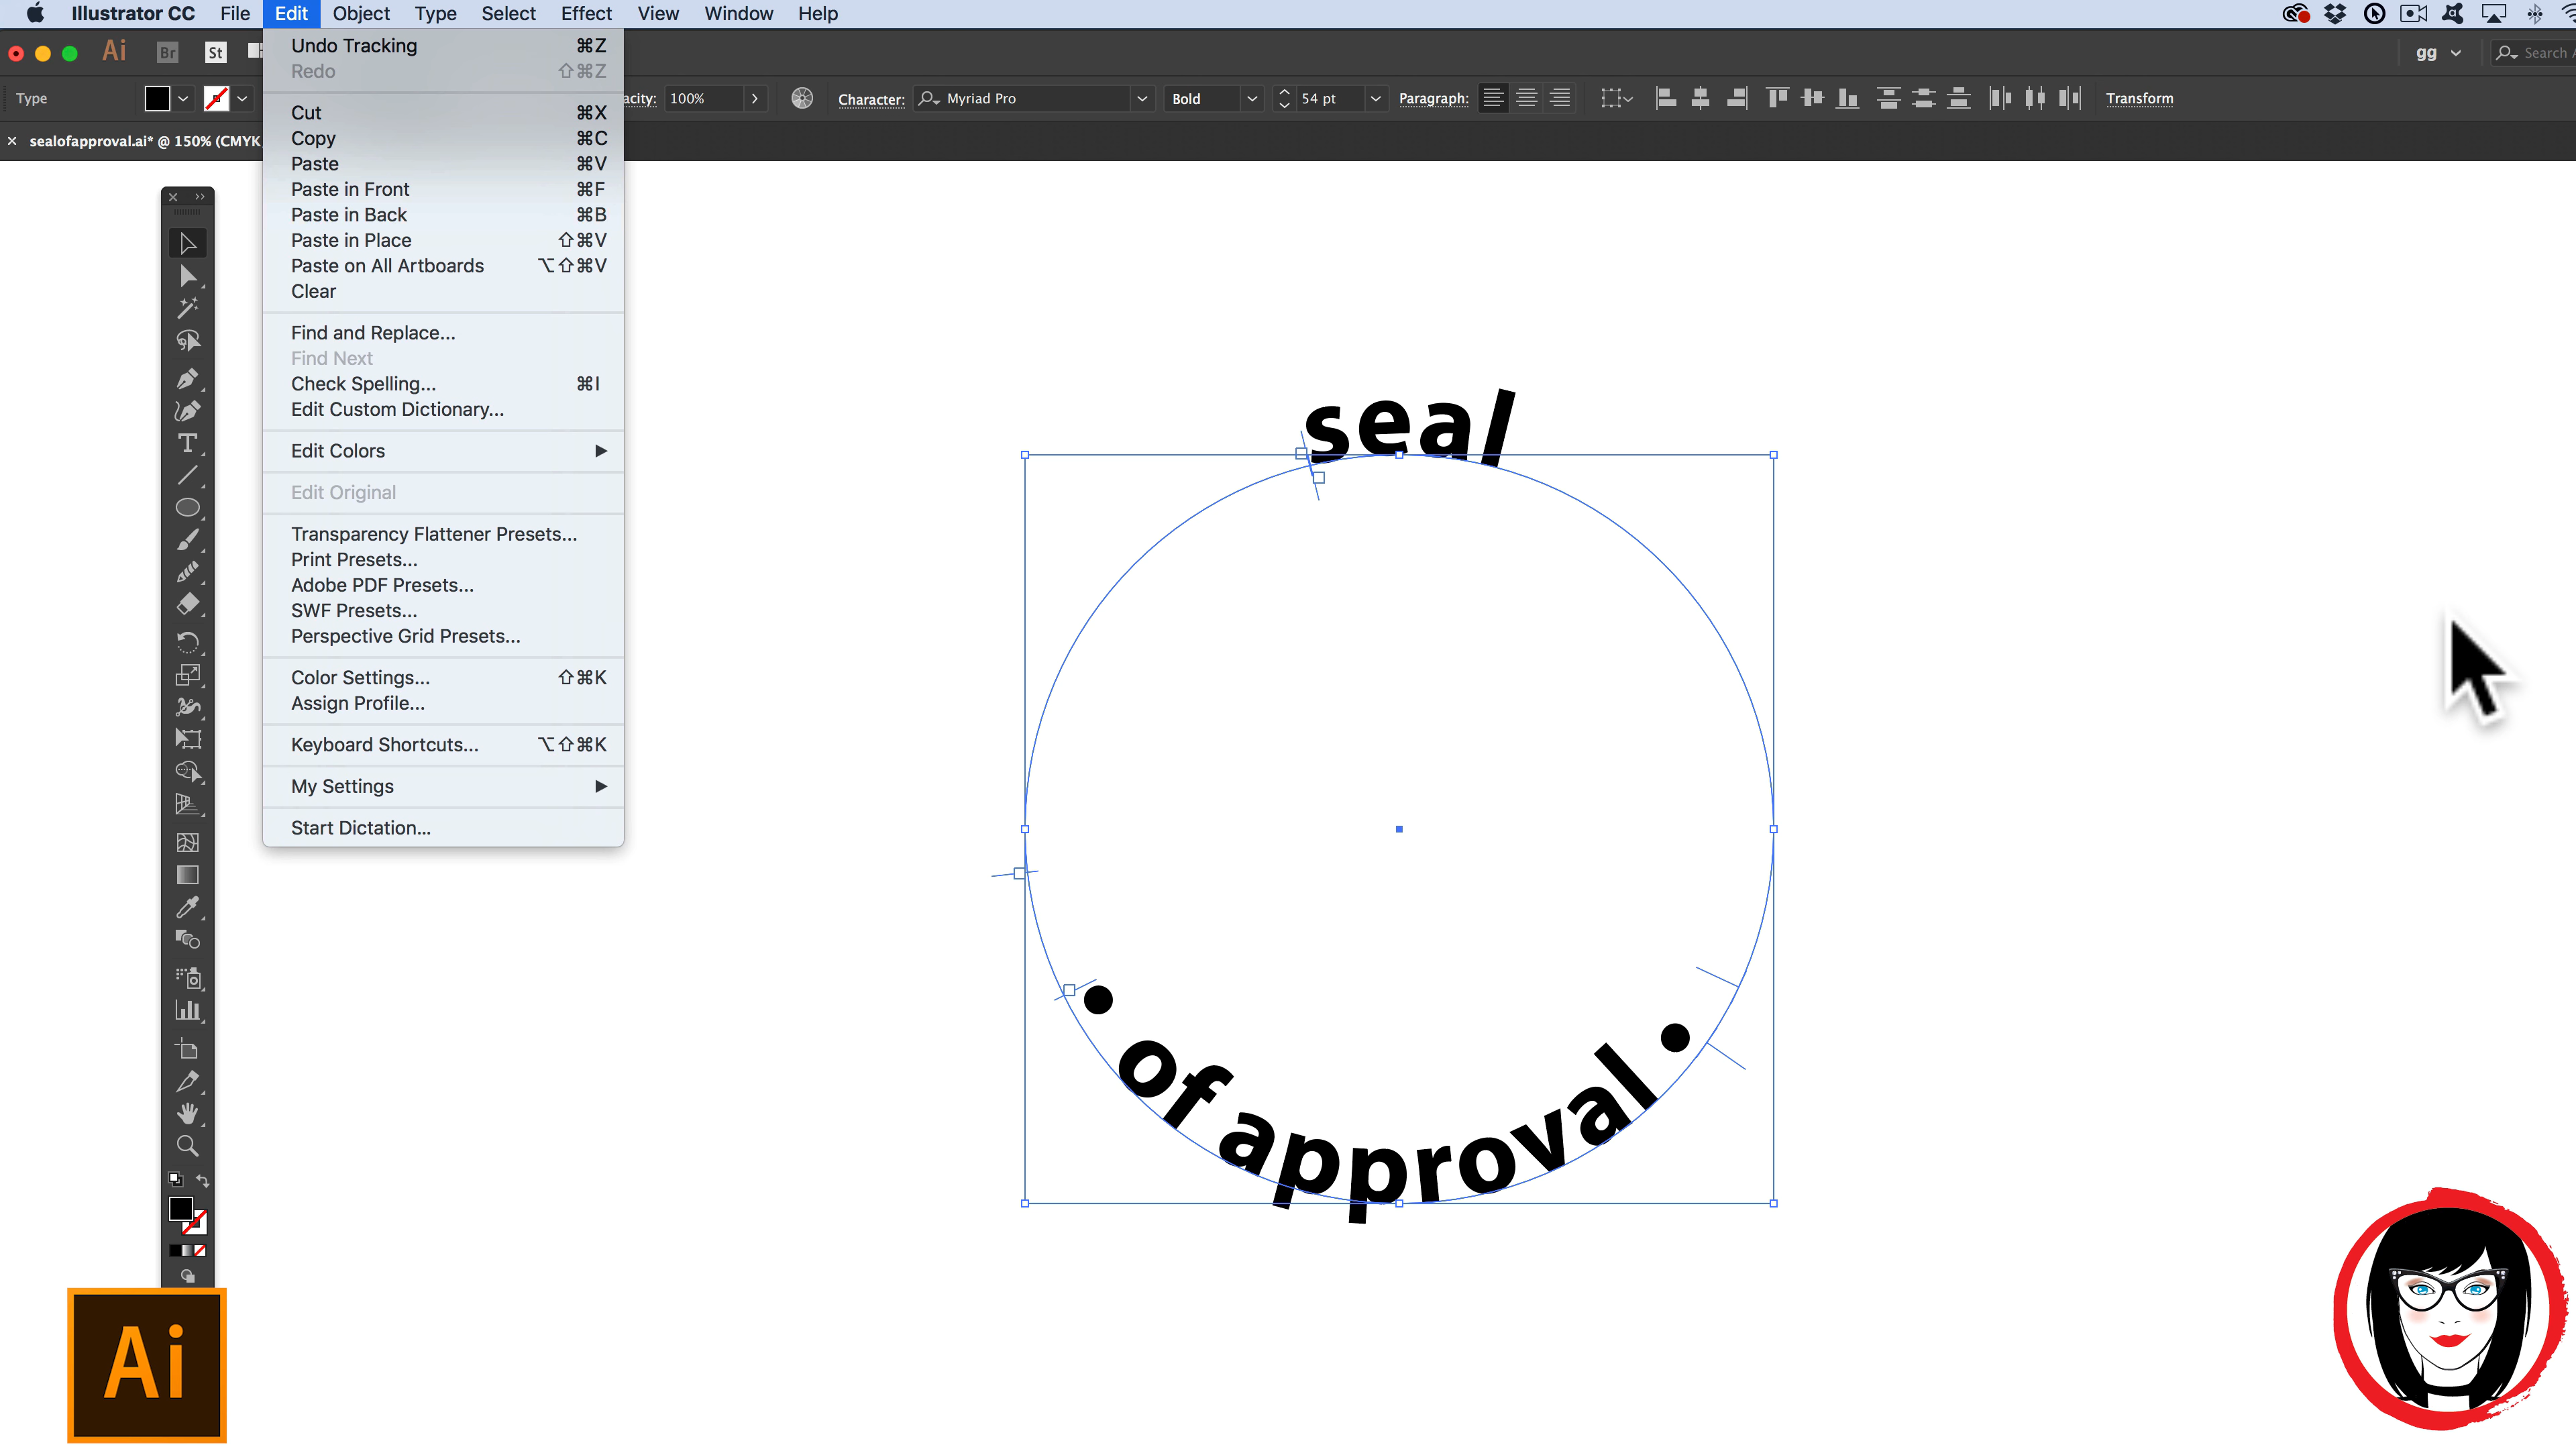 Illustrator CC File Edit Object Type Select Effect View Window Help
Ai Br St gg Search
Type acity: 100% Character: Myriad Pro Bold 54 pt Paragraph: Transform
× sealofapproval.ai* @ 150% (CMYK
Undo Tracking ⌘Z
Redo ⇧⌘Z
Cut ⌘X
Copy ⌘C
Paste ⌘V
Paste in Front ⌘F
Paste in Back ⌘B
Paste in Place ⇧⌘V
Paste on All Artboards ⌥⇧⌘V
Clear
Find and Replace...
Find Next
Check Spelling... ⌘I
Edit Custom Dictionary...
Edit Colors
Edit Original
Transparency Flattener Presets...
Print Presets...
Adobe PDF Presets...
SWF Presets...
Perspective Grid Presets...
Color Settings... ⇧⌘K
Assign Profile...
Keyboard Shortcuts... ⌥⇧⌘K
My Settings
Start Dictation...
seal
• of approval •
Ai